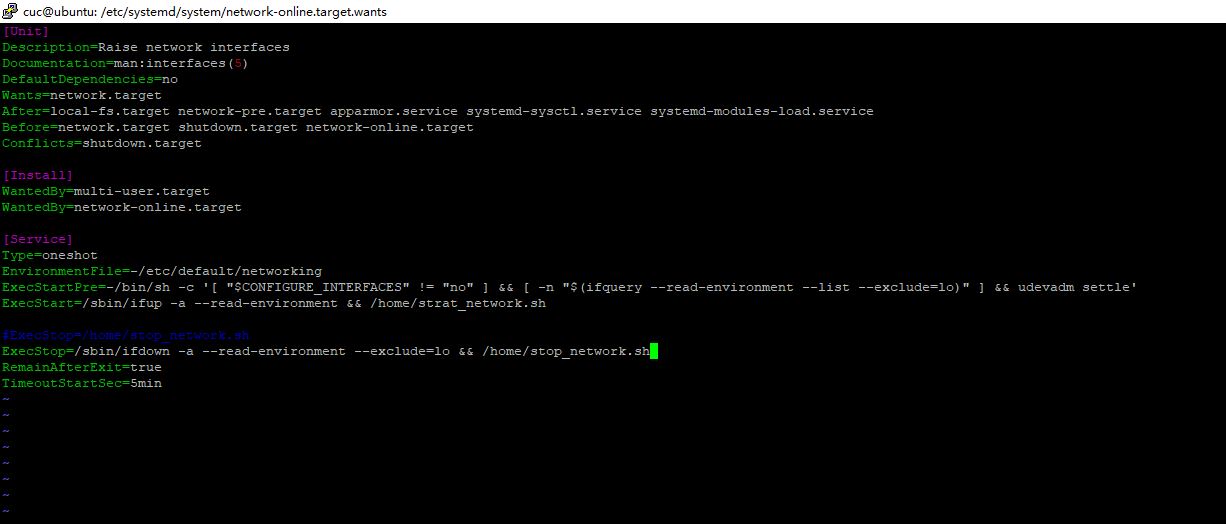 cuc@ubuntu: /etc/systemd/system/network-online.target.wants
[Unit]
Description=Raise network interfaces
Documentation=man:interfaces(5)
DefaultDependencies=no
Wants=network.target
After=local-fs.target network-pre.target apparmor.service systemd-sysctl.service systemd-modules-load.service
Before=network.target shutdown.target network-online.target
Conflicts=shutdown.target
[Install]
WantedBy=multi-user.target
WantedBy=network-online.target
[Service]
Type=oneshot
EnvironmentFile=-/etc/default/networking
ExecStartPre=-/bin/sh -c '[ "$CONFIGURE_INTERFACES" != "no" ] && [ -n "$(ifquery --read-environment --list --exclude=lo)" ] && udevadm settle'
ExecStart=/sbin/ifup -a --read-environment && /home/strat_network.sh
#ExecStop=/home/stop_network.sh
ExecStop=/sbin/ifdown -a --read-environment --exclude=lo && /home/stop_network.sh
RemainAfterExit=true
TimeoutStartSec=5min
~
~
~
~
~
~
~
~